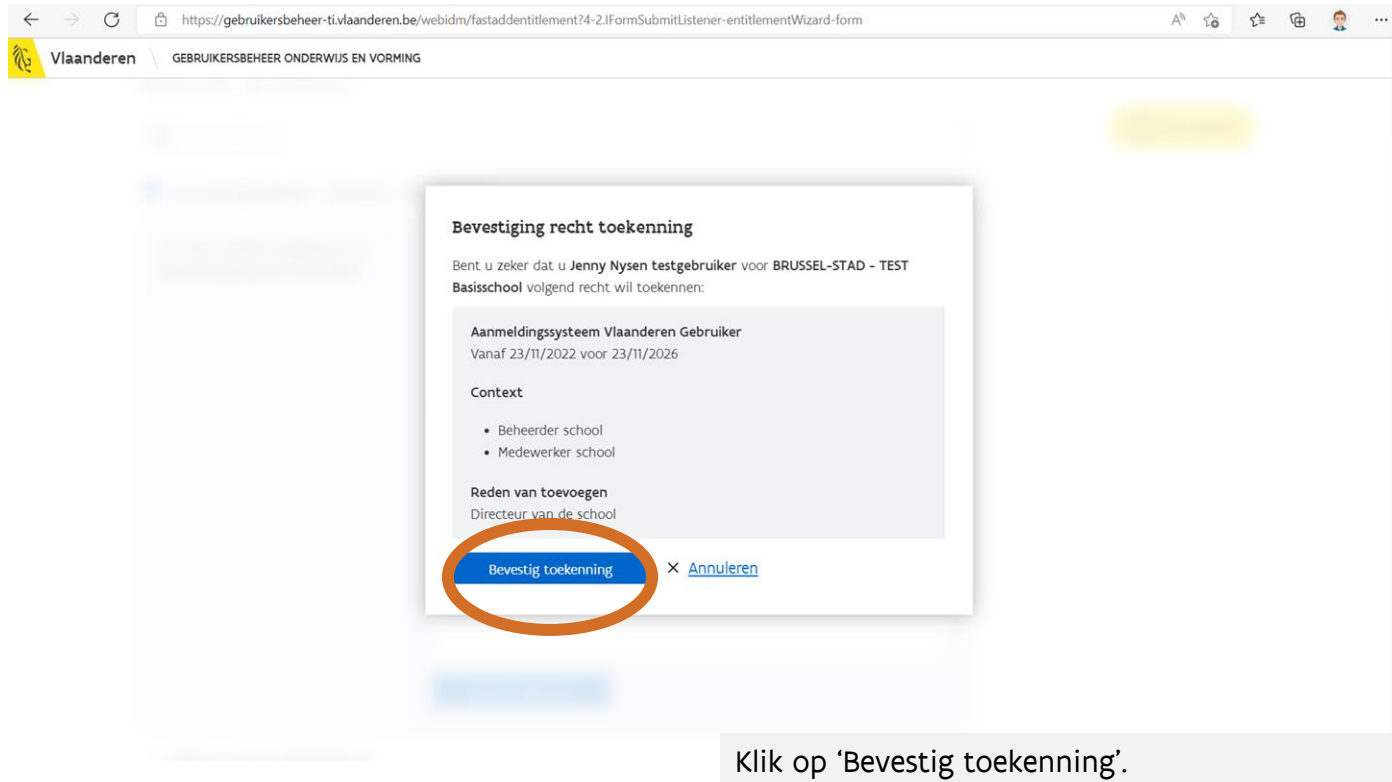 https://gebruikersbeheer-ti.vlaanderen.be/webidm/fastaddentitlement?4-2.IFormSubmitListener-entitlementWizard-form
Vlaanderen GEBRUIKERSBEHEER ONDERWIJS EN VORMING
Bevestiging recht toekenning
Bent u zeker dat u Jenny Nysen testgebruiker voor BRUSSEL-STAD - TEST
Basisschool volgend recht wil toekennen:
Aanmeldingssysteem Vlaanderen Gebruiker
Vanaf 23/11/2022 voor 23/11/2026
Context
• Beheerder school
• Medewerker school
Reden van toevoegen
Directeur van de school
Bevestig toekenning × Annuleren
Klik op ‘Bevestig toekenning’.